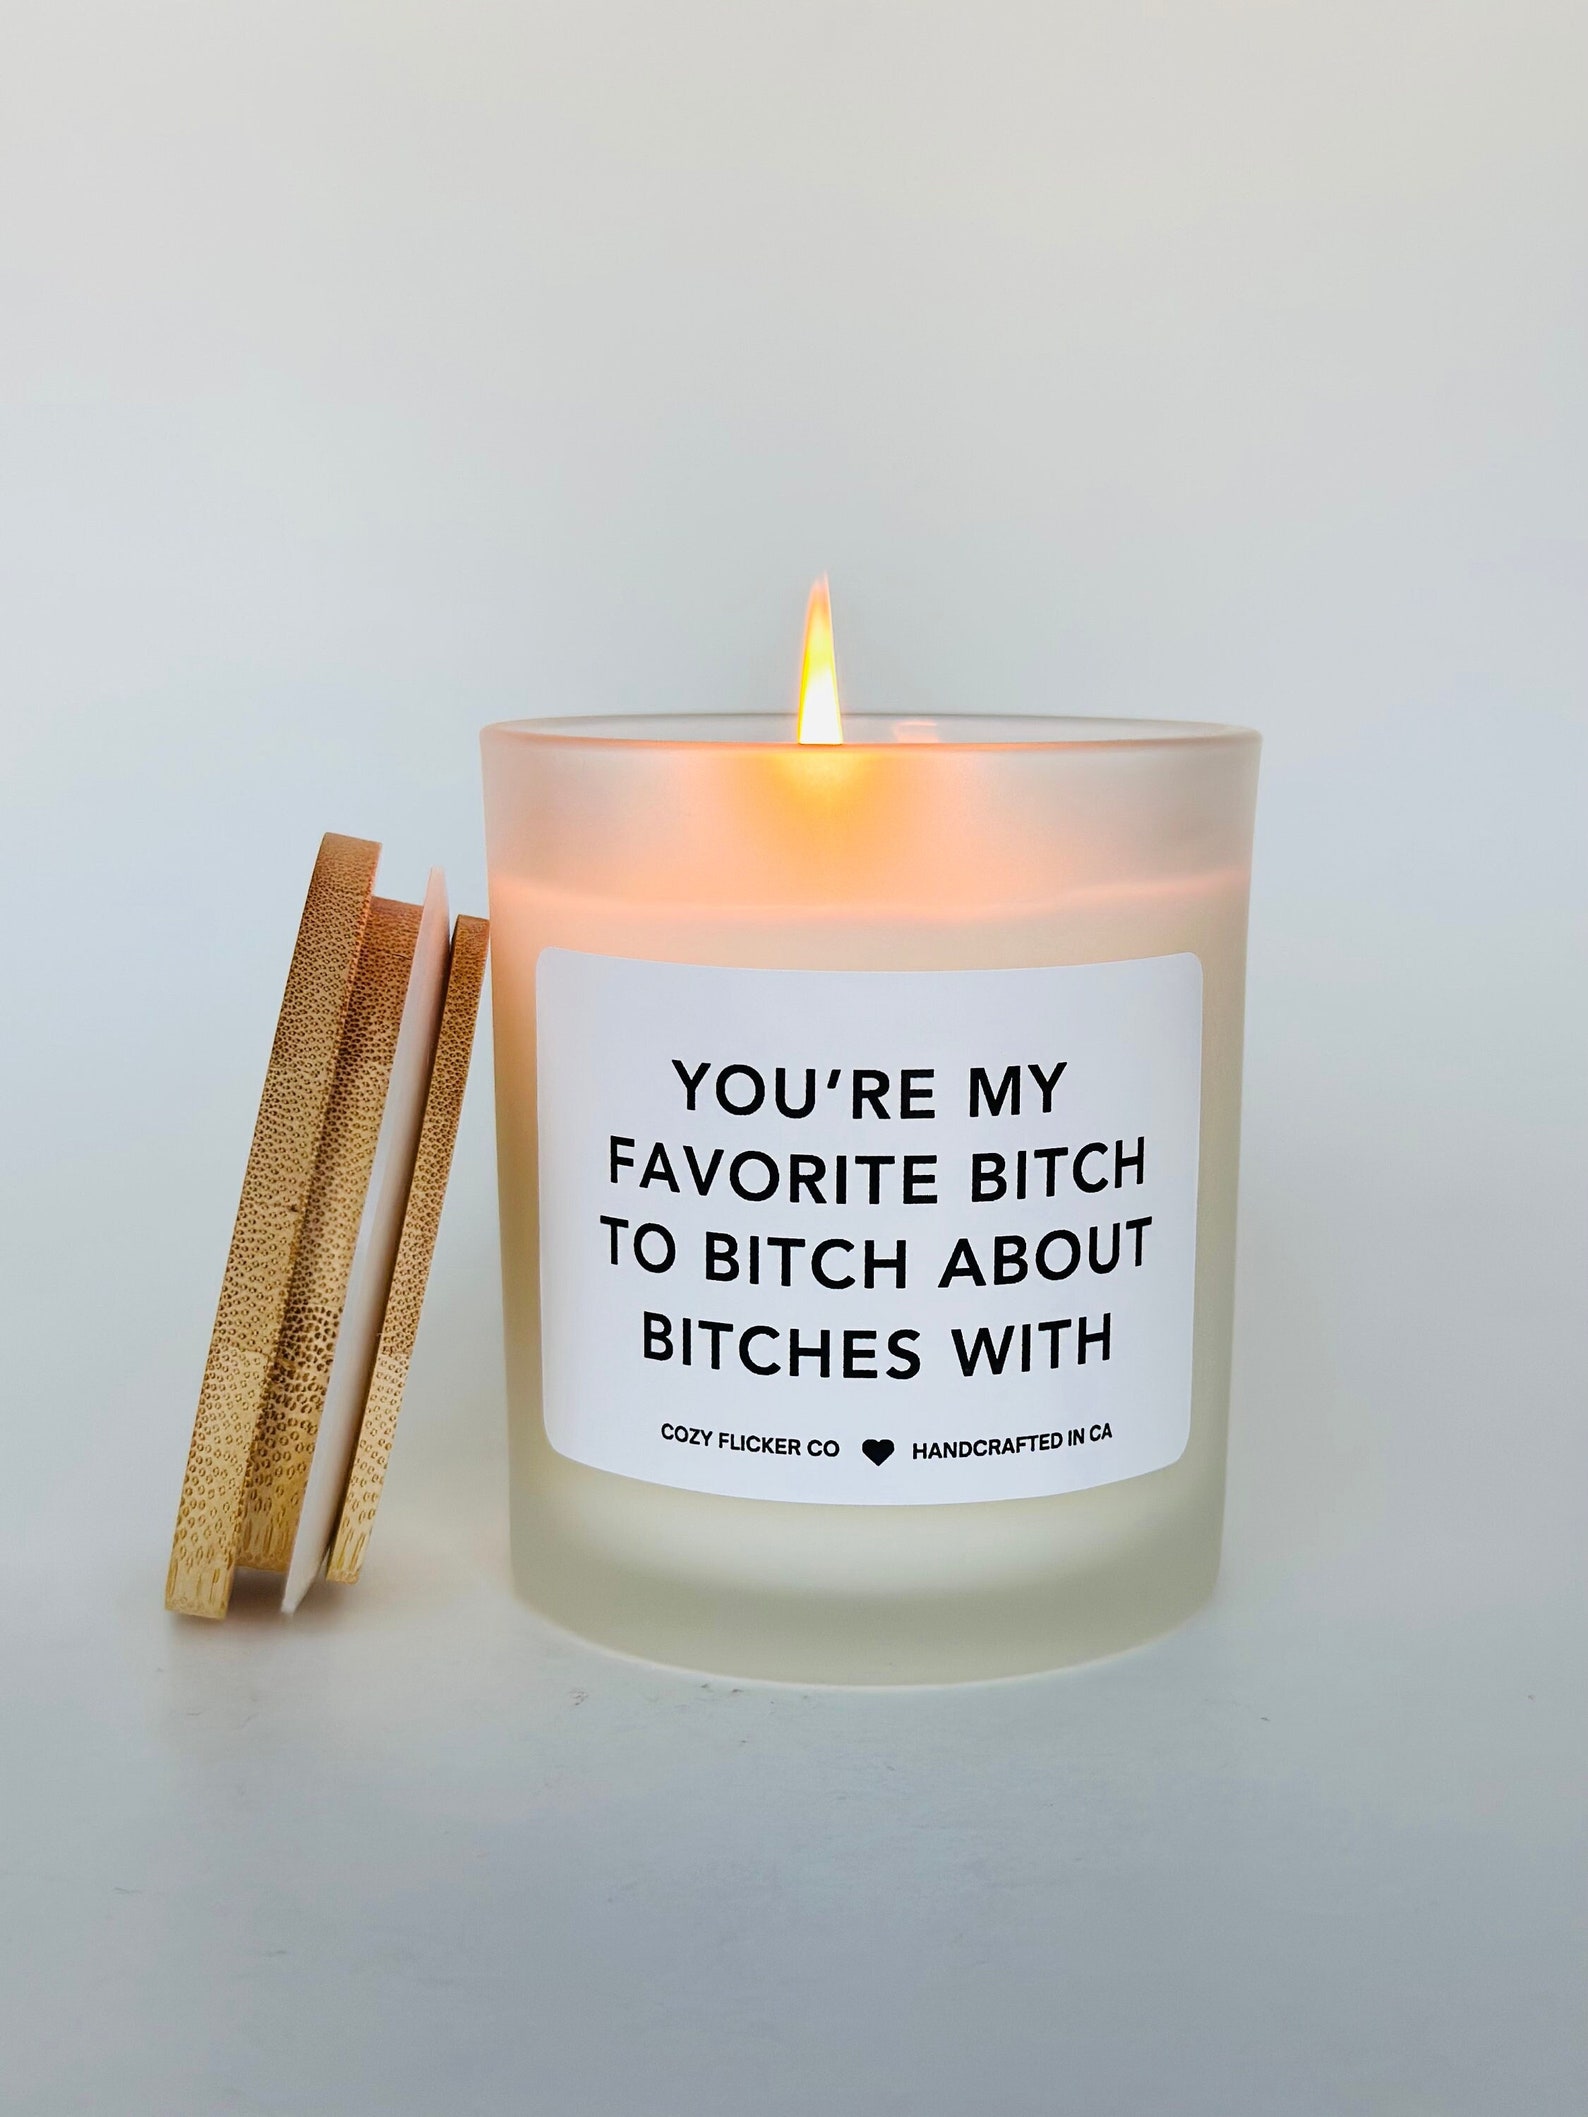 YOU'RE MY
FAVORITE BITCH
TO BITCH ABOUT
BITCHES WITH
COZY FLICKER CO ♥ HANDCRAFTED IN CA